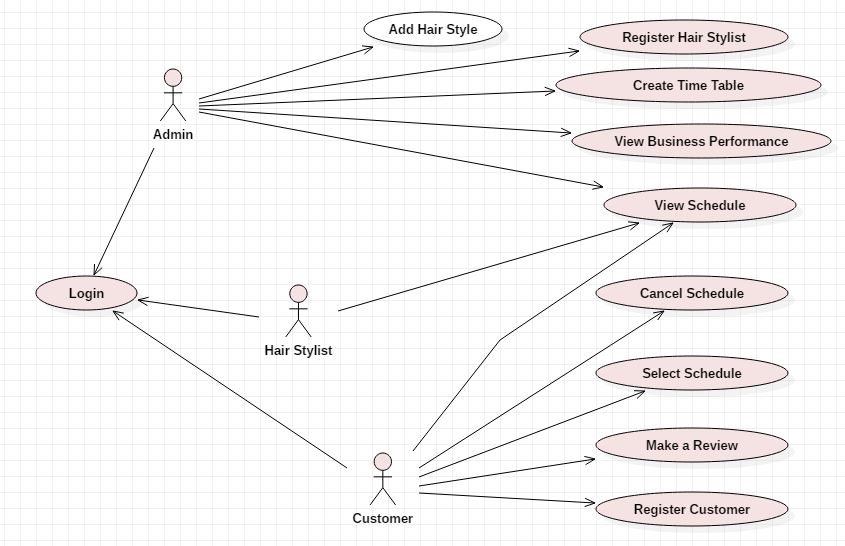 Add Hair Style
Register Hair Stylist
Create Time Table
Admin
View Business Performance
View Schedule
Login
Cancel Schedule
Hair Stylist
Select Schedule
Make a Review
Register Customer
Customer